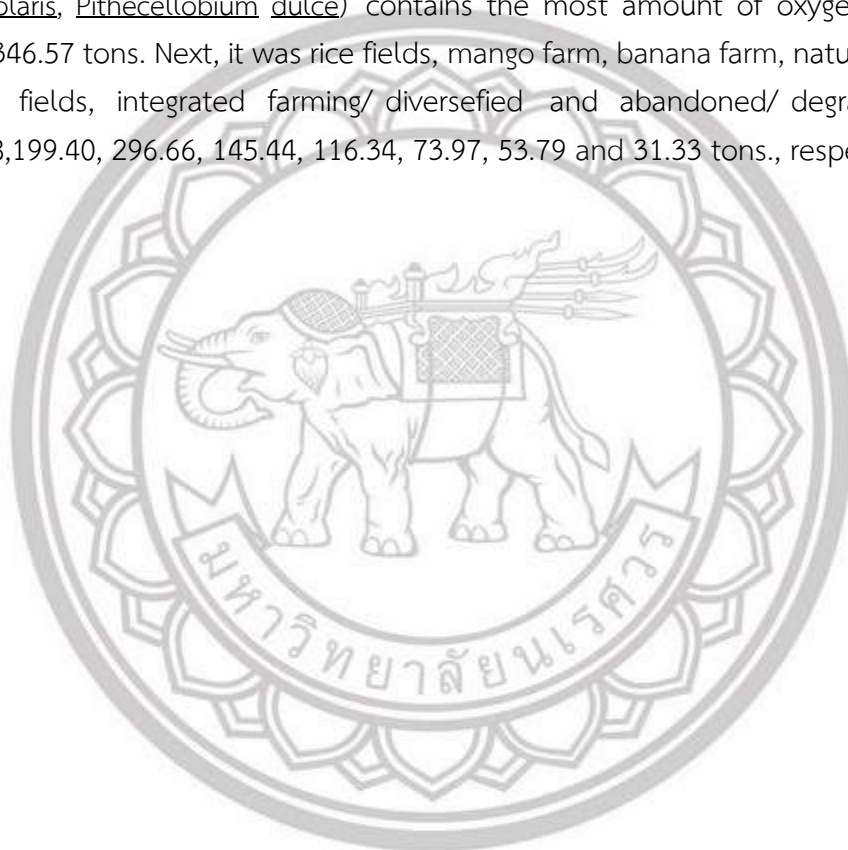 olaris, Pithecellobium dulce) contains the most amount of oxyge
346.57 tons. Next, it was rice fields, mango farm, banana farm, natu
fields, integrated farming/ diversefied and abandoned/ degra
3,199.40, 296.66, 145.44, 116.34, 73.97, 53.79 and 31.33 tons., respe
มหาวิทยาลัยนเรศวร